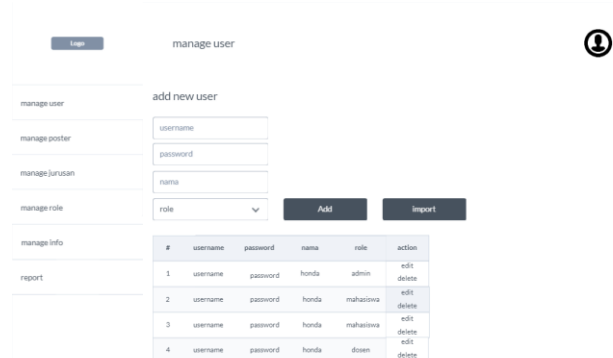 Logo
manage user
manage user
manage poster
manage jurusan
manage role
manage info
report
add new user
username
password
nama
role
Add
import
# username password nama role action
1 username password honda admin edit delete
2 username password honda mahasiswa edit delete
3 username password honda mahasiswa edit delete
4 username password honda dosen edit delete